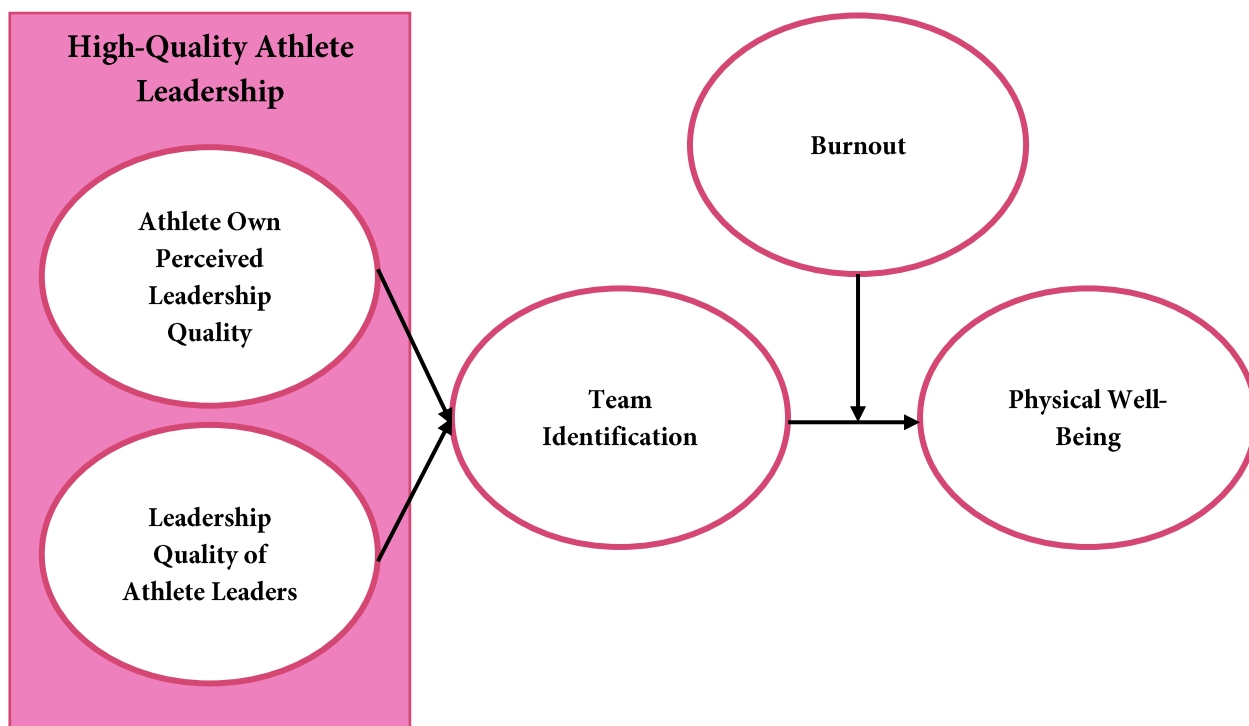 High-Quality Athlete
Leadership
Athlete Own
Perceived
Leadership
Quality
Leadership
Quality of
Athlete Leaders
Team
Identification
Burnout
Physical Well-
Being